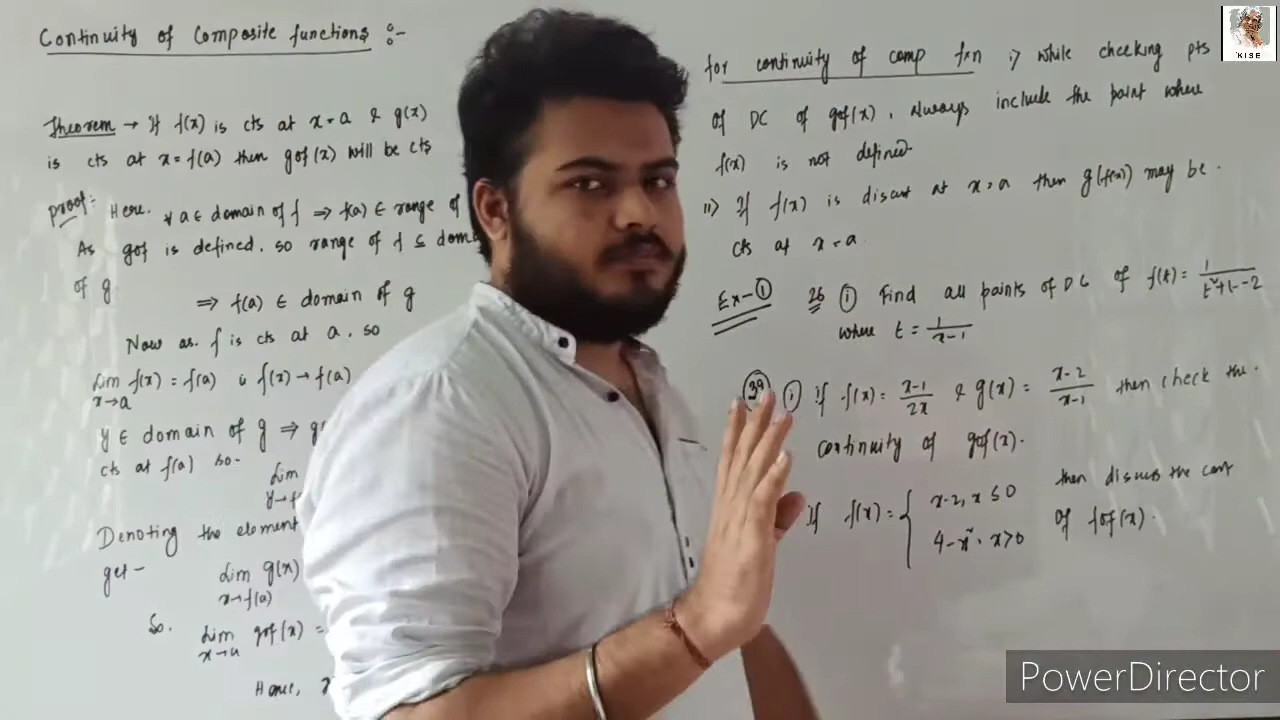 Continuity of Composite functions :-
Theorem → If f(x) is cts at x = a & g(x)
is cts at x = f(a) then gof(x) will be cts
proof: Here. ∀ a ∈ domain of f ⇒ f(a) ∈ range of
As gof is defined. so range of f ⊆ dom
of g
⇒ f(a) ∈ domain of g
Now as. f is cts at a. so
Lim f(x) = f(a) i f(x) → f(a)
x→a
y ∈ domain of g ⇒ g
cts at f(a) so-
Lim
y→f
Denoting the element
get -
Lim g(x)
x→f(a)
So. Lim gof(x) =
x→a
Hence,
for continuity of comp fxn i> while checking pts
of DC of gof(x). Always include the point where
f(x) is not defined-
ii> If f(x) is discont at x = a then g(f(x)) may be.
cts at x = a.
Ex-① 26 (i) Find all points of DC of f(t) = 1/(t²+t-2)
where t = 1/(x-1)
39 (i) if f(x) = (x-1)/2x & g(x) = (x-2)/(x-1) then check the.
continuity of gof(x).
if f(x) = { x-2, x ≤ 0 then discuss the cont
4-x², x>0 of fof(x).
KISE
PowerDirector